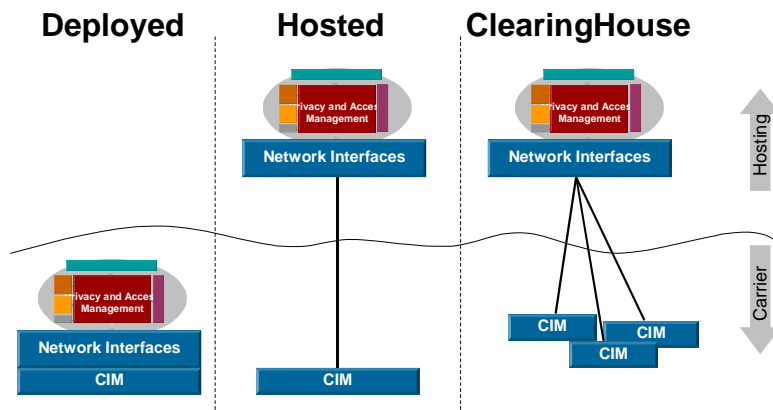 Deployed
Hosted
ClearingHouse
rivacy and Acces
Management
Network Interfaces
rivacy and Acces
Management
Network Interfaces
Hosting
rivacy and Acces
Management
Network Interfaces
CIM
CIM
CIM
CIM
CIM
Carrier